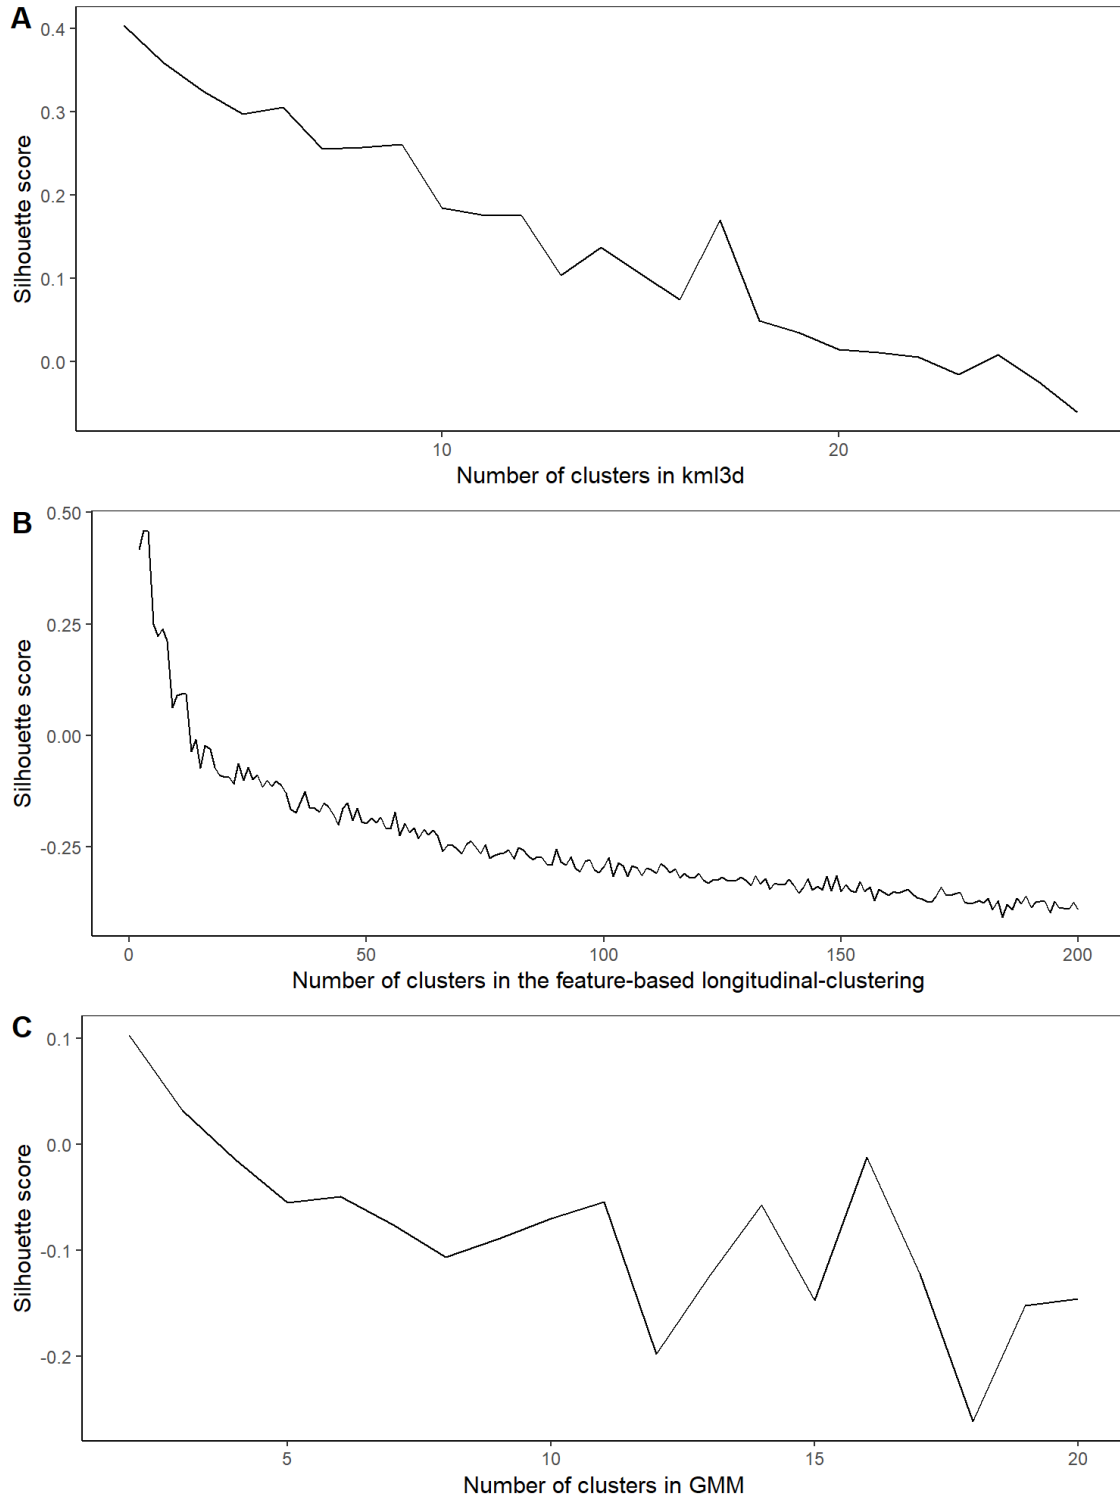 A
0.4
0.3
0.2
0.1
0.0
Silhouette score
10
20
Number of clusters in kml3d
B
0.50
0.25
0.00
-0.25
Silhouette score
0
50
100
150
200
Number of clusters in the feature-based longitudinal-clustering
C
0.1
0.0
-0.1
-0.2
Silhouette score
5
10
15
20
Number of clusters in GMM